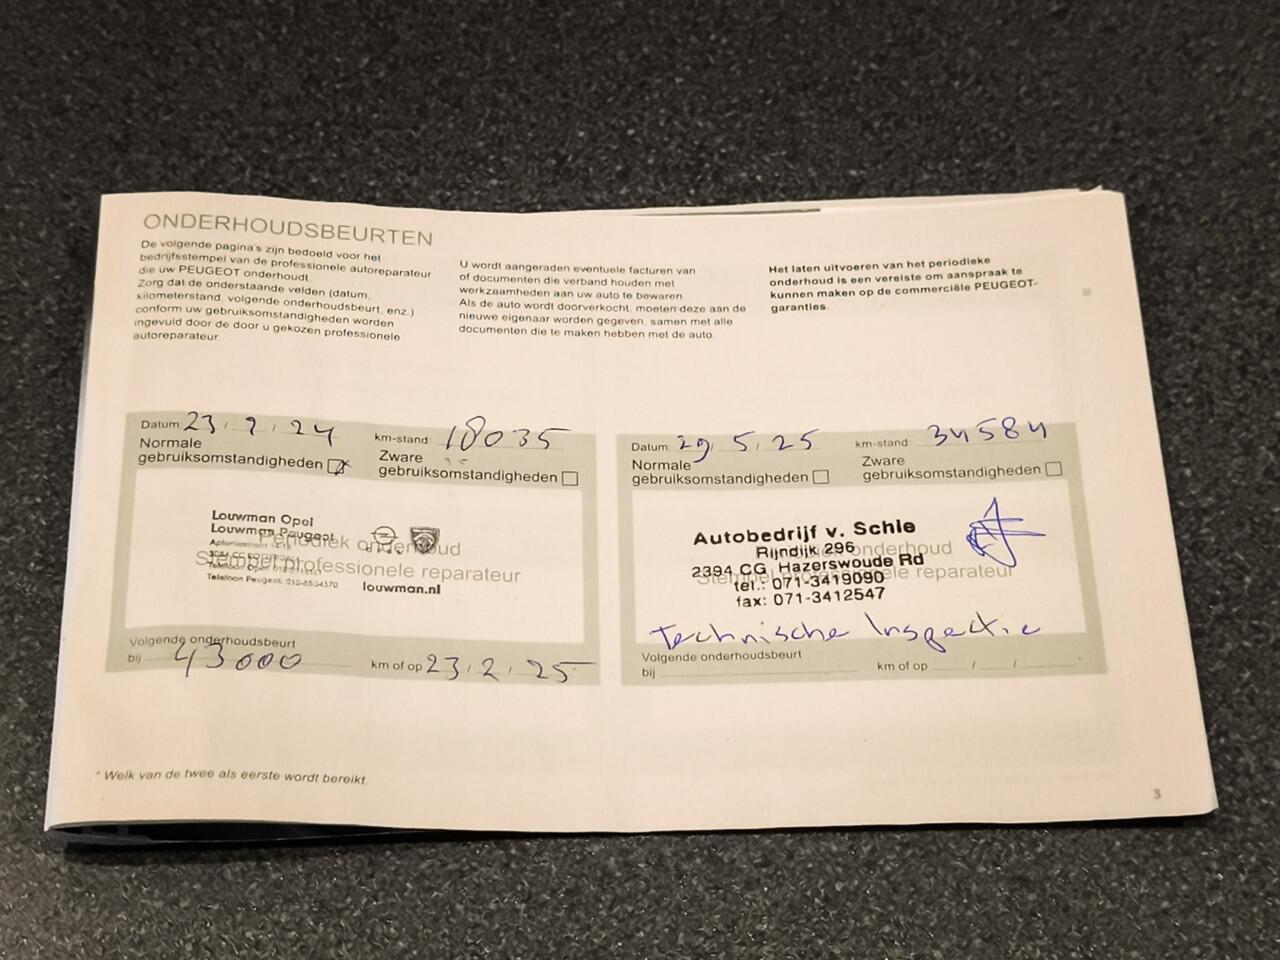 ONDERHOUDSBEURTEN
De volgende pagina's zijn bedoeld voor het
bedrijfsstempel van de professionele autoreparateur
die uw PEUGEOT onderhoudt.
Zorg dat de onderstaande velden (datum,
kilometerstand, volgende onderhoudsbeurt, enz.)
conform uw gebruiksomstandigheden worden
ingevuld door de door u gekozen professionele
autoreparateur.
U wordt aangeraden eventuele facturen van
of documenten die verband houden met
werkzaamheden aan uw auto te bewaren
Als de auto wordt doorverkocht, moeten deze aan de
nieuwe eigenaar worden gegeven, samen met alle
documenten die te maken hebben met de auto.
Het laten uitvoeren van het periodieke
onderhoud is een vereiste om aanspraak te
kunnen maken op de commerciële PEUGEOT-
garanties.
Datum: 23 / 2 / 24 km-stand: 18035
Normale
gebruiksomstandigheden
Zware
gebruiksomstandigheden
Louwman Opel
Louwman Peugeot
Periodiek onderhoud
Stempel professionele reparateur
Telefoon Peugeot
louwman.nl
Volgende onderhoudsbeurt
bij 43000 km of op 23 / 2 / 25
Datum: 29 / 5 / 25 km-stand: 34584
Normale
gebruiksomstandigheden
Zware
gebruiksomstandigheden
Autobedrijf v. Schie
Rijndijk 296
onderhoud
2394 CG Hazerswoude Rd
Stempel professionele reparateur
tel.: 071-3419090
fax: 071-3412547
Technische Inspectie
Volgende onderhoudsbeurt
bij km of op / /
* Welk van de twee als eerste wordt bereikt.
3